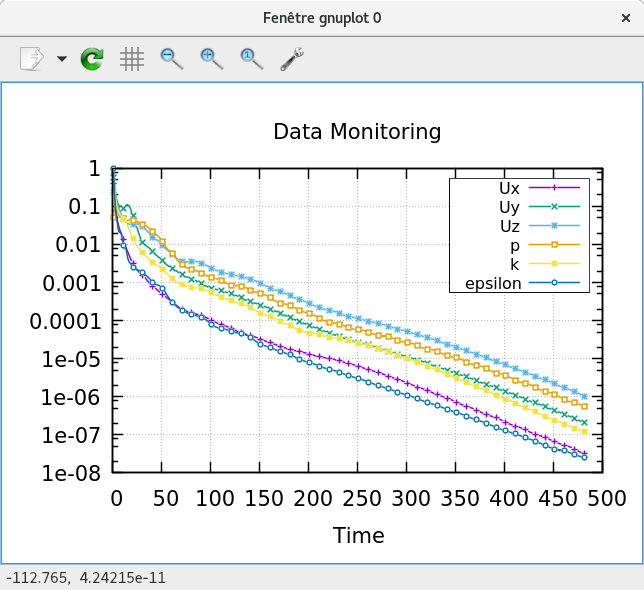 Fenêtre gnuplot 0
Data Monitoring
1
0.1
0.01
0.001
0.0001
1e-05
1e-06
1e-07
1e-08
Ux
Uy
Uz
p
k
epsilon
0 50 100 150 200 250 300 350 400 450 500
Time
-112.765, 4.24215e-11